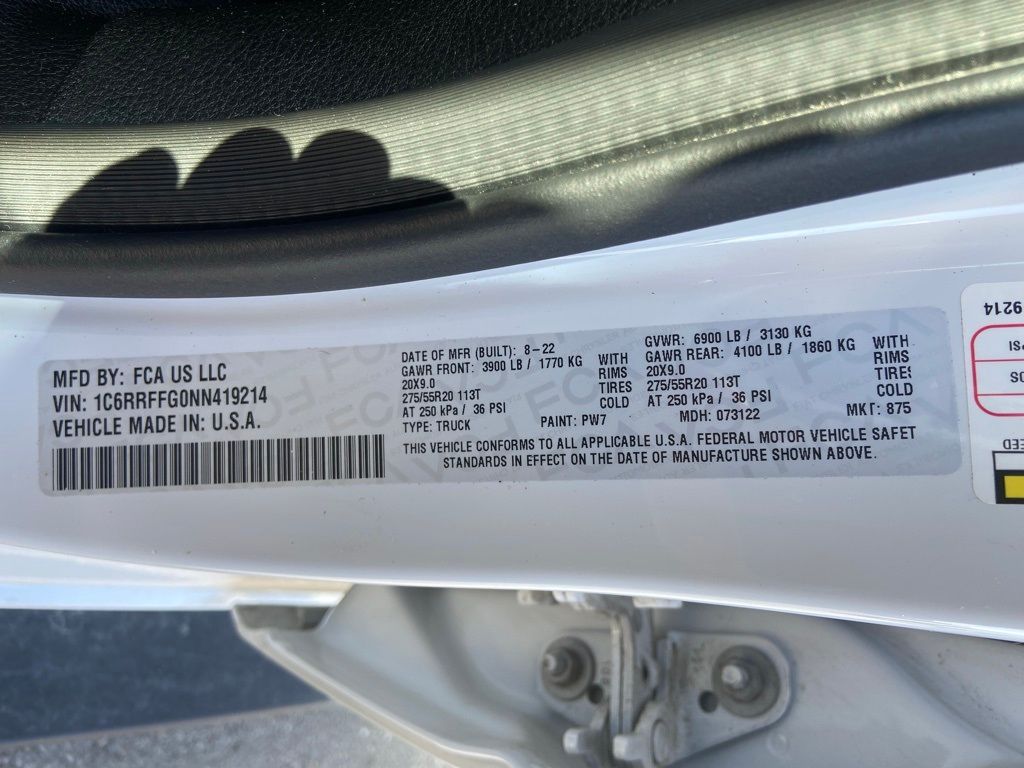 MFD BY: FCA US LLC
VIN: 1C6RRFFG0NN419214
VEHICLE MADE IN: U.S.A.
DATE OF MFR (BUILT): 8-22
GAWR FRONT: 3900 LB / 1770 KG WITH
20X9.0 RIMS
275/55R20 113T TIRES
AT 250 kPa / 36 PSI COLD
TYPE: TRUCK PAINT: PW7
GVWR: 6900 LB / 3130 KG
GAWR REAR: 4100 LB / 1860 KG WITH
20X9.0 RIMS
275/55R20 113T TIRES
AT 250 kPa / 36 PSI COLD
MDH: 073122 MKT: 875
THIS VEHICLE CONFORMS TO ALL APPLICABLE U.S.A. FEDERAL MOTOR VEHICLE SAFET
STANDARDS IN EFFECT ON THE DATE OF MANUFACTURE SHOWN ABOVE.
9214
PSI
SO
EED